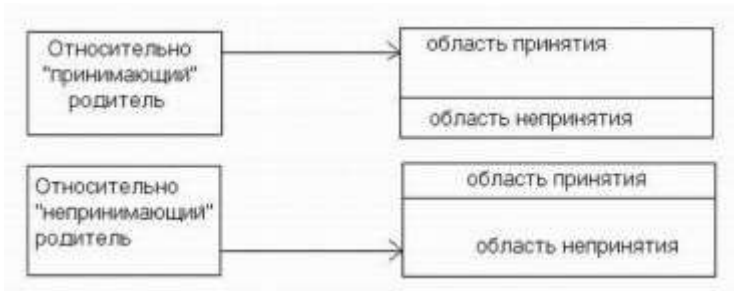 Относительно
"принимающий"
родитель
область принятия
область непринятия
Относительно
"непринимающий"
родитель
область принятия
область непринятия